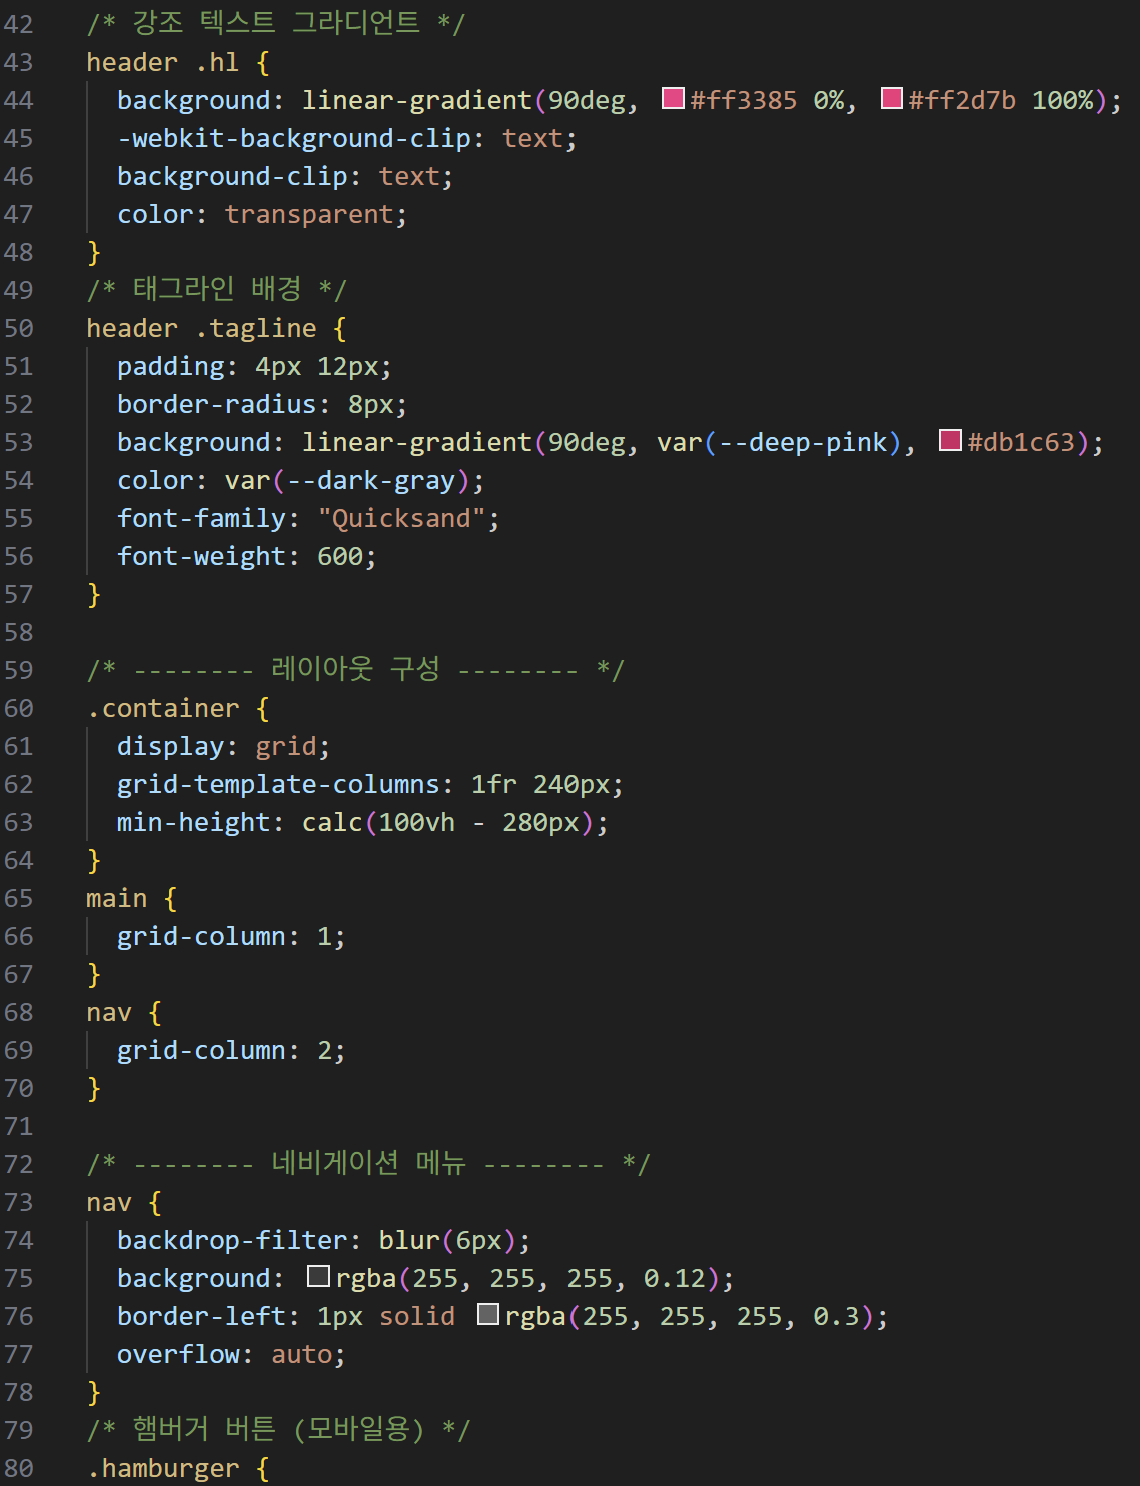 42 /* 강조 텍스트 그라디언트 */
43 header .hl {
44   background: linear-gradient(90deg, #ff3385 0%, #ff2d7b 100%);
45   -webkit-background-clip: text;
46   background-clip: text;
47   color: transparent;
48 }
49 /* 태그라인 배경 */
50 header .tagline {
51   padding: 4px 12px;
52   border-radius: 8px;
53   background: linear-gradient(90deg, var(--deep-pink), #db1c63);
54   color: var(--dark-gray);
55   font-family: "Quicksand";
56   font-weight: 600;
57 }
58
59 /* -------- 레이아웃 구성 -------- */
60 .container {
61   display: grid;
62   grid-template-columns: 1fr 240px;
63   min-height: calc(100vh - 280px);
64 }
65 main {
66   grid-column: 1;
67 }
68 nav {
69   grid-column: 2;
70 }
71
72 /* -------- 네비게이션 메뉴 -------- */
73 nav {
74   backdrop-filter: blur(6px);
75   background: rgba(255, 255, 255, 0.12);
76   border-left: 1px solid rgba(255, 255, 255, 0.3);
77   overflow: auto;
78 }
79 /* 햄버거 버튼 (모바일용) */
80 .hamburger {